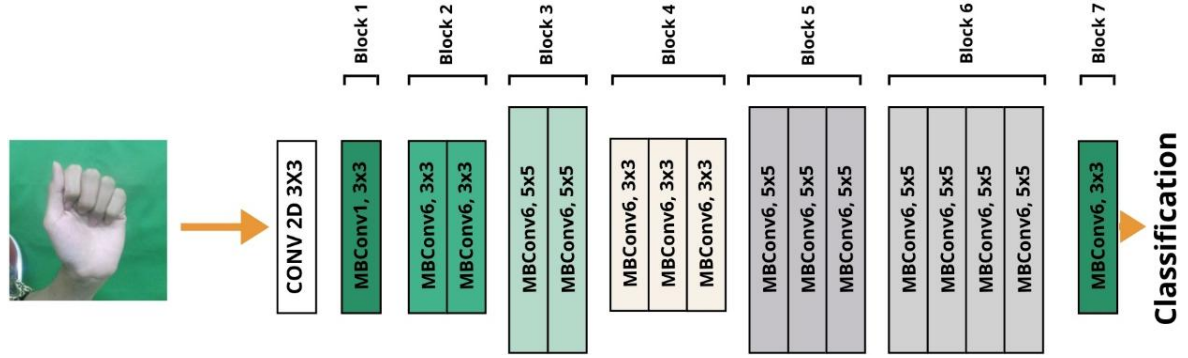 Block 1
Block 2
Block 3
Block 4
Block 5
Block 6
Block 7
CONV 2D 3X3
MBConv1, 3x3
MBConv6, 3x3
MBConv6, 3x3
MBConv6, 5x5
MBConv6, 5x5
MBConv6, 3x3
MBConv6, 3x3
MBConv6, 3x3
MBConv6, 5x5
MBConv6, 5x5
MBConv6, 5x5
MBConv6, 5x5
MBConv6, 5x5
MBConv6, 5x5
MBConv6, 5x5
MBConv6, 3x3
Classification